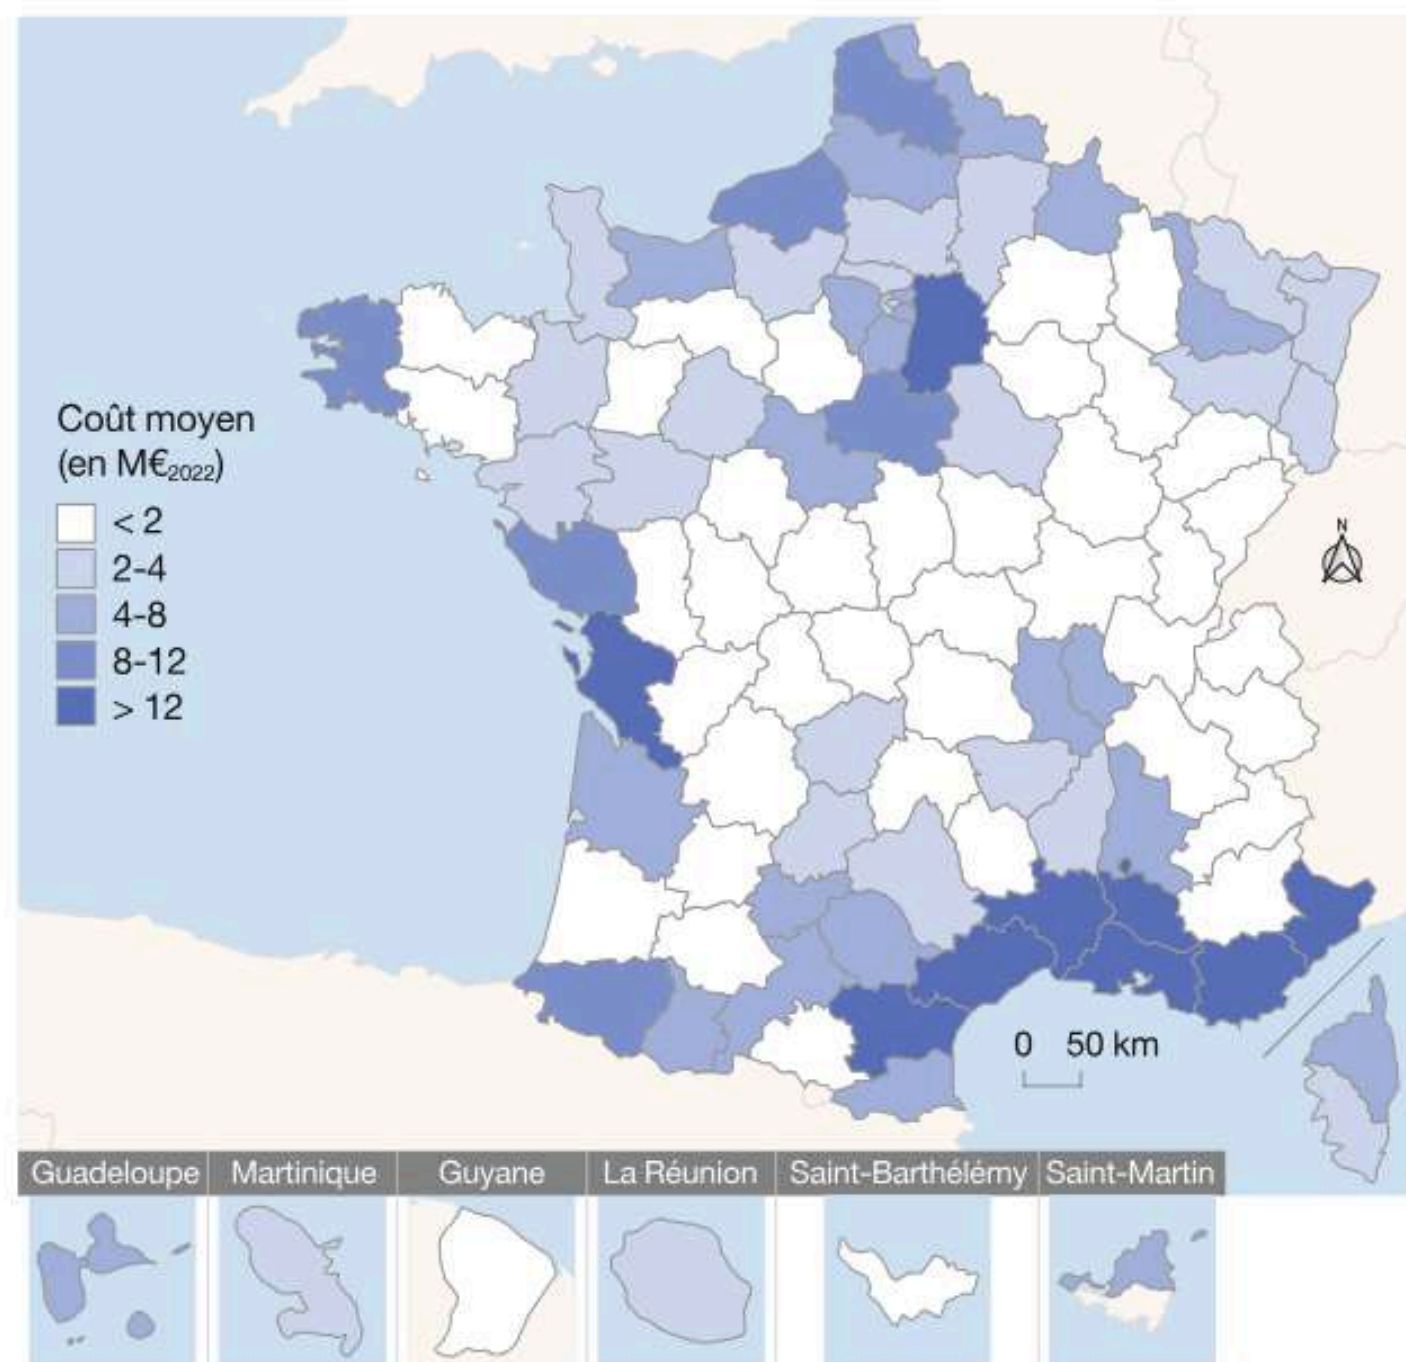 N
Coût moyen
(en M€2022)
< 2
2-4
4-8
8-12
> 12
0 50 km
Guadeloupe Martinique Guyane La Réunion Saint-Barthélémy Saint-Martin